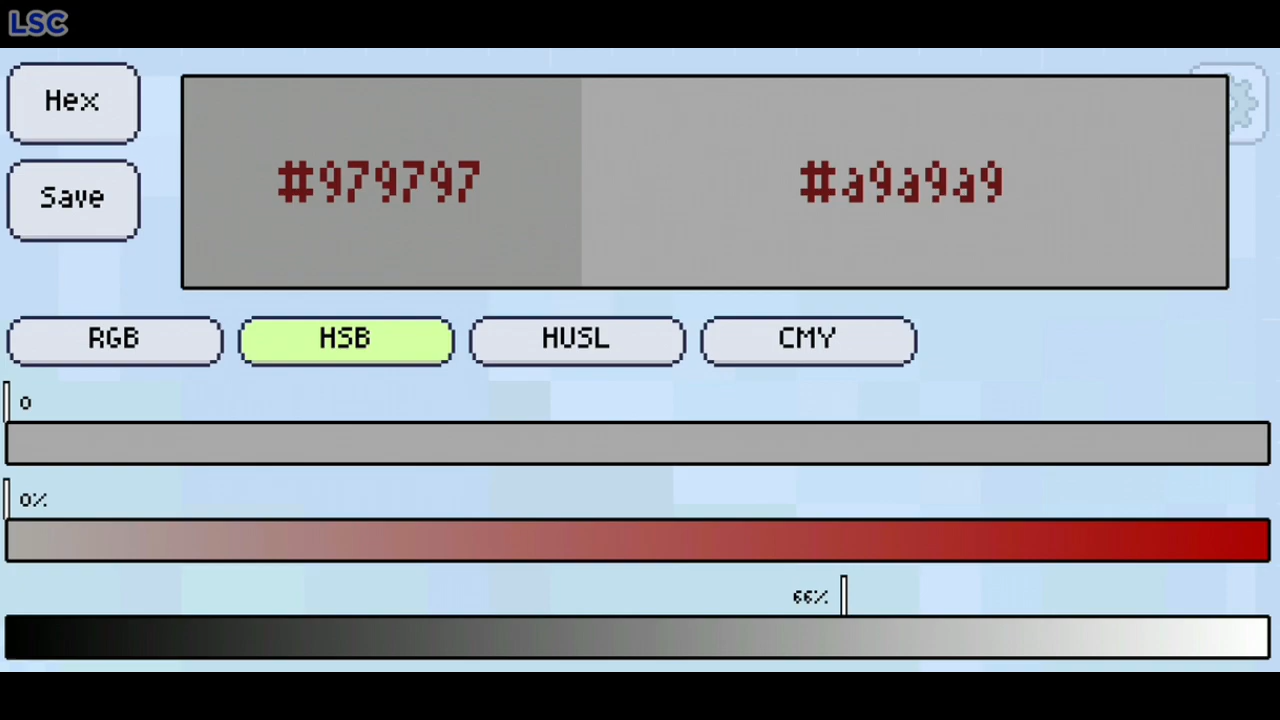 LSC
Hex
Save
#979797
#a9a9a9
RGB
HSB
HUSL
CMY
0
0%
66%